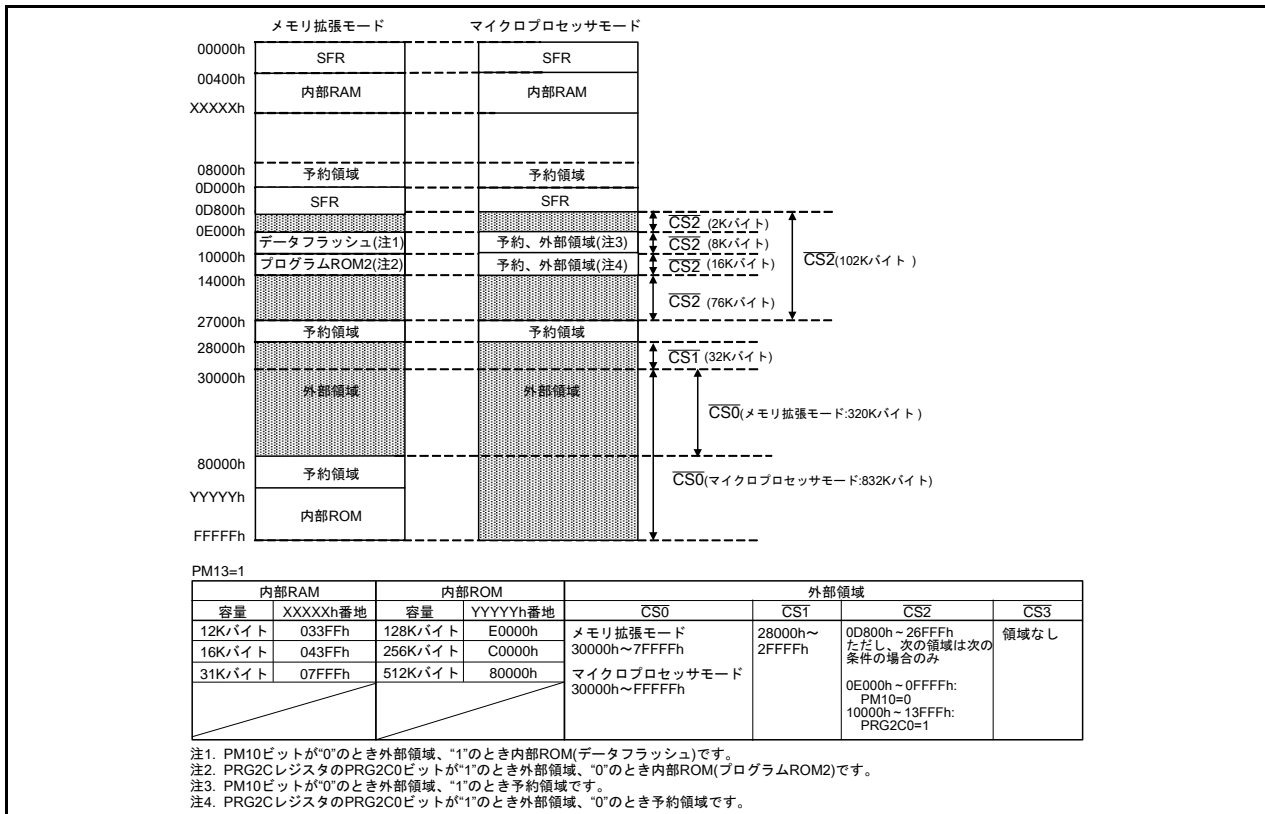 メモリ拡張モード マイクロプロセッサモード
00000h
SFR SFR
00400h
内部RAM 内部RAM
XXXXXh
08000h
予約領域 予約領域
0D000h
SFR SFR
0D800h
CS2 (2Kバイト)
0E000h
データフラッシュ(注1) 予約、外部領域(注3) CS2 (8Kバイト)
10000h
プログラムROM2(注2) 予約、外部領域(注4) CS2 (16Kバイト) CS2(102Kバイト )
14000h
CS2 (76Kバイト)
27000h
予約領域 予約領域
28000h
CS1 (32Kバイト)
30000h
外部領域 外部領域
CS0(メモリ拡張モード:320Kバイト )
80000h
予約領域
CS0(マイクロプロセッサモード:832Kバイト)
YYYYYh
内部ROM
FFFFFh
PM13=1
内部RAM 内部ROM 外部領域
容量 XXXXXh番地 容量 YYYYYh番地 CS0 CS1 CS2 CS3
12Kバイト 033FFh 128Kバイト E0000h
16Kバイト 043FFh 256Kバイト C0000h
31Kバイト 07FFFh 512Kバイト 80000h
メモリ拡張モード
30000h～7FFFFh
マイクロプロセッサモード
30000h～FFFFFh
28000h～
2FFFFh
0D800h～26FFFh
ただし、次の領域は次の
条件の場合のみ
0E000h～0FFFFh:
PM10=0
10000h～13FFFh:
PRG2C0=1
領域なし
注1. PM10ビットが“0”のとき外部領域、“1”のとき内部ROM(データフラッシュ)です。
注2. PRG2CレジスタのPRG2C0ビットが“1”のとき外部領域、“0”のとき内部ROM(プログラムROM2)です。
注3. PM10ビットが“0”のとき外部領域、“1”のとき予約領域です。
注4. PRG2CレジスタのPRG2C0ビットが“1”のとき外部領域、“0”のとき予約領域です。